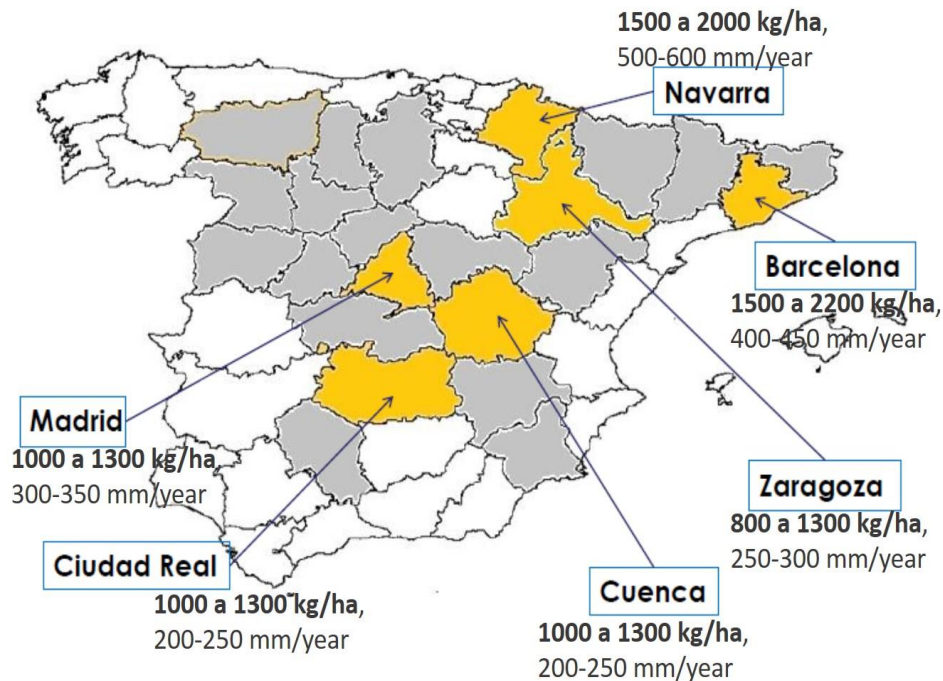 1500 a 2000 kg/ha,
500-600 mm/year
Navarra
Barcelona
1500 a 2200 kg/ha,
400-450 mm/year
Madrid
1000 a 1300 kg/ha,
300-350 mm/year
Zaragoza
800 a 1300 kg/ha,
250-300 mm/year
Ciudad Real
1000 a 1300 kg/ha,
200-250 mm/year
Cuenca
1000 a 1300 kg/ha,
200-250 mm/year